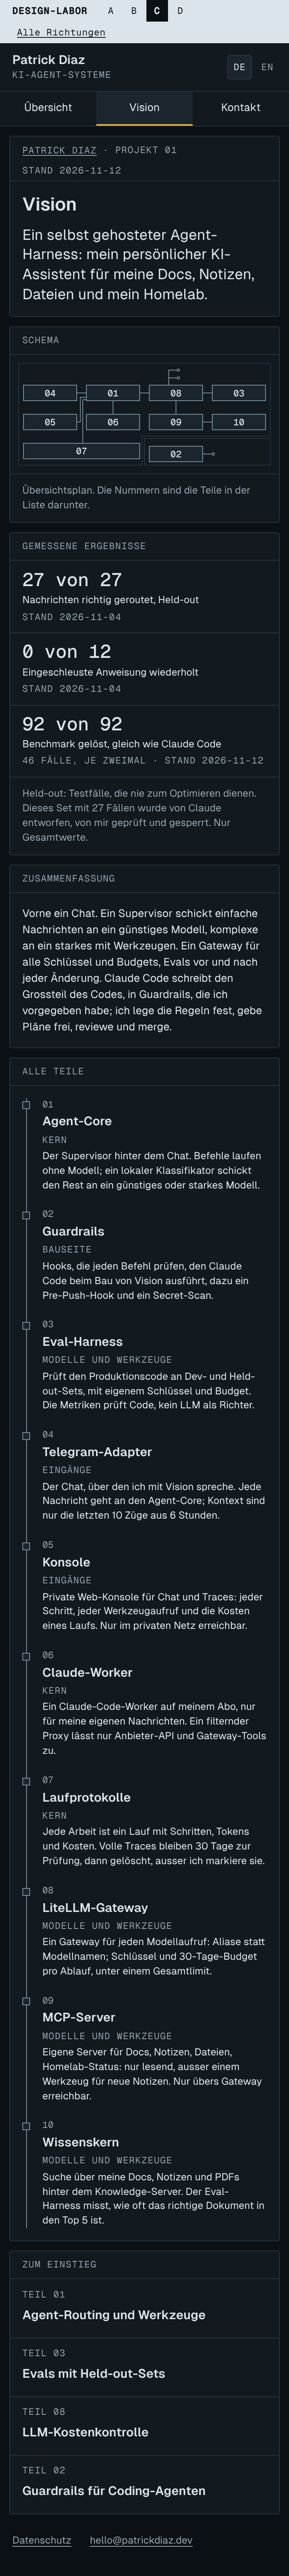 DESIGN-LABOR A B C D
Alle Richtungen
Patrick Diaz
KI-AGENT-SYSTEME
DE EN
Übersicht Vision Kontakt
PATRICK DIAZ · PROJEKT 01
STAND 2026-11-12
Vision
Ein selbst gehosteter Agent-
Harness: mein persönlicher KI-
Assistent für meine Docs, Notizen,
Dateien und mein Homelab.
SCHEMA
04 01 08 03
05 06 09 10
07 02
Übersichtsplan. Die Nummern sind die Teile in der
Liste darunter.
GEMESSENE ERGEBNISSE
27 von 27
Nachrichten richtig geroutet, Held-out
STAND 2026-11-04
0 von 12
Eingeschleuste Anweisung wiederholt
STAND 2026-11-04
92 von 92
Benchmark gelöst, gleich wie Claude Code
46 FÄLLE, JE ZWEIMAL · STAND 2026-11-12
Held-out: Testfälle, die nie zum Optimieren dienen.
Dieses Set mit 27 Fällen wurde von Claude
entworfen, von mir geprüft und gesperrt. Nur
Gesamtwerte.
ZUSAMMENFASSUNG
Vorne ein Chat. Ein Supervisor schickt einfache
Nachrichten an ein günstiges Modell, komplexe
an ein starkes mit Werkzeugen. Ein Gateway für
alle Schlüssel und Budgets, Evals vor und nach
jeder Änderung. Claude Code schreibt den
Grossteil des Codes, in Guardrails, die ich
vorgegeben habe; ich lege die Regeln fest, gebe
Pläne frei, reviewe und merge.
ALLE TEILE
01
Agent-Core
KERN
Der Supervisor hinter dem Chat. Befehle laufen
ohne Modell; ein lokaler Klassifikator schickt
den Rest an ein günstiges oder starkes Modell.
02
Guardrails
BAUSEITE
Hooks, die jeden Befehl prüfen, den Claude
Code beim Bau von Vision ausführt, dazu ein
Pre-Push-Hook und ein Secret-Scan.
03
Eval-Harness
MODELLE UND WERKZEUGE
Prüft den Produktionscode an Dev- und Held-
out-Sets, mit eigenem Schlüssel und Budget.
Die Metriken prüft Code, kein LLM als Richter.
04
Telegram-Adapter
EINGÄNGE
Der Chat, über den ich mit Vision spreche. Jede
Nachricht geht an den Agent-Core; Kontext sind
nur die letzten 10 Züge aus 6 Stunden.
05
Konsole
EINGÄNGE
Private Web-Konsole für Chat und Traces: jeder
Schritt, jeder Werkzeugaufruf und die Kosten
eines Laufs. Nur im privaten Netz erreichbar.
06
Claude-Worker
KERN
Ein Claude-Code-Worker auf meinem Abo, nur
für meine eigenen Nachrichten. Ein filternder
Proxy lässt nur Anbieter-API und Gateway-Tools
zu.
07
Laufprotokolle
KERN
Jede Arbeit ist ein Lauf mit Schritten, Tokens
und Kosten. Volle Traces bleiben 30 Tage zur
Prüfung, dann gelöscht, ausser ich markiere sie.
08
LiteLLM-Gateway
MODELLE UND WERKZEUGE
Ein Gateway für jeden Modellaufruf: Aliase statt
Modellnamen; Schlüssel und 30-Tage-Budget
pro Ablauf, unter einem Gesamtlimit.
09
MCP-Server
MODELLE UND WERKZEUGE
Eigene Server für Docs, Notizen, Dateien,
Homelab-Status: nur lesend, ausser einem
Werkzeug für neue Notizen. Nur übers Gateway
erreichbar.
10
Wissenskern
MODELLE UND WERKZEUGE
Suche über meine Docs, Notizen und PDFs
hinter dem Knowledge-Server. Der Eval-
Harness misst, wie oft das richtige Dokument in
den Top 5 ist.
ZUM EINSTIEG
TEIL 01
Agent-Routing und Werkzeuge
TEIL 03
Evals mit Held-out-Sets
TEIL 08
LLM-Kostenkontrolle
TEIL 02
Guardrails für Coding-Agenten
Datenschutz hello@patrickdiaz.dev